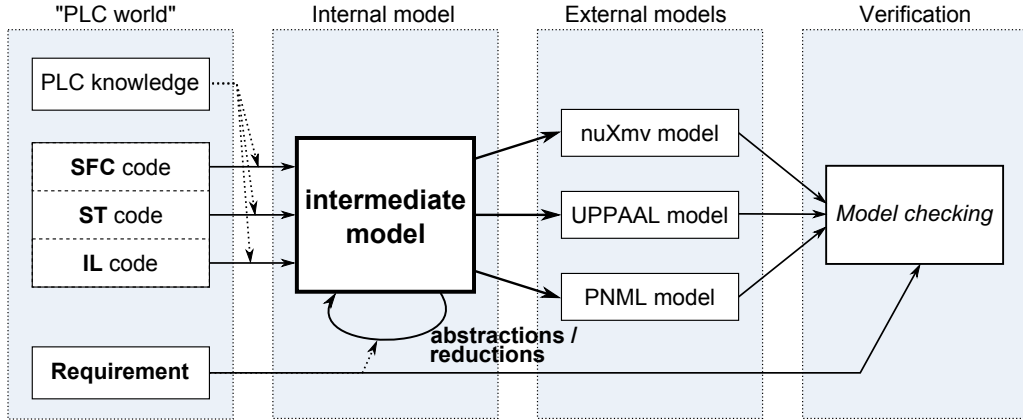 "PLC world"
Internal model
External models
Verification
PLC knowledge
SFC code
ST code
IL code
Requirement
intermediate
model
abstractions /
reductions
nuXmv model
UPPAAL model
PNML model
Model checking